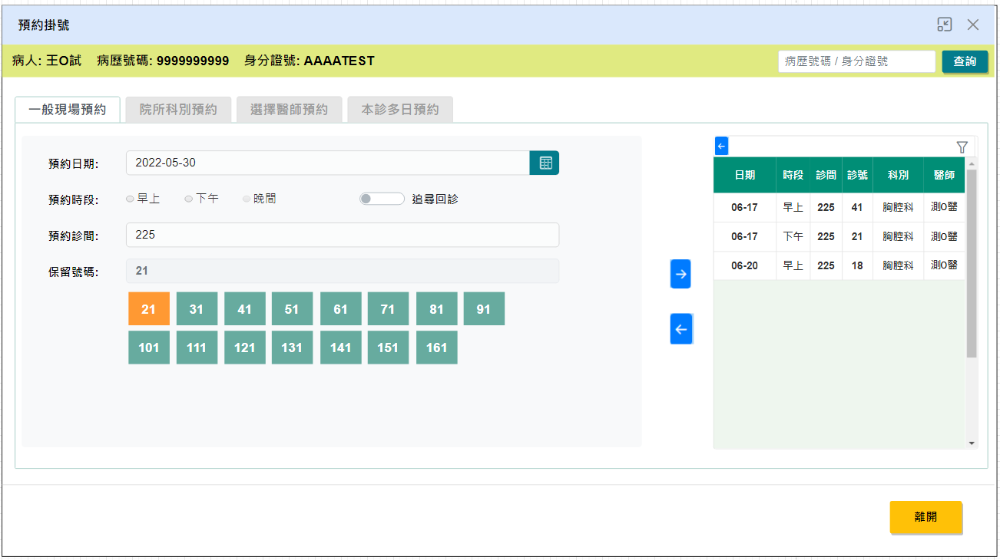 預約掛號
病人: 王O試 病歷號碼: 9999999999 身分證號: AAAATEST 病歷號碼 / 身分證號 查詢
一般現場預約 院所科別預約 選擇醫師預約 本診多日預約
預約日期: 2022-05-30
預約時段: 早上 下午 晚間 追尋回診
預約診間: 225
保留號碼: 21
21 31 41 51 61 71 81 91
101 111 121 131 141 151 161
日期 時段 診間 診號 科別 醫師
06-17 早上 225 41 胸腔科 測O醫
06-17 下午 225 21 胸腔科 測O醫
06-20 早上 225 18 胸腔科 測O醫
離開